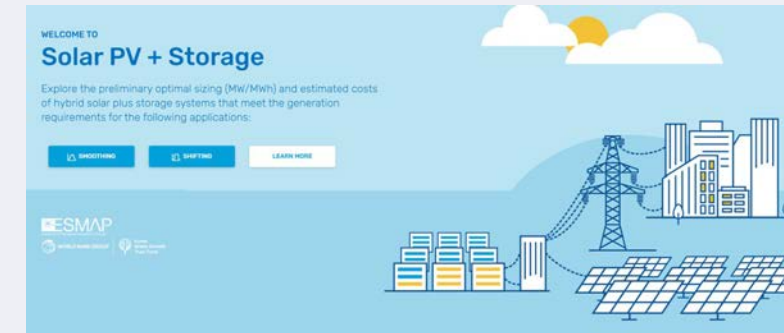 WELCOME TO
Solar PV + Storage
Explore the preliminary optimal sizing (MW/MWh) and estimated costs
of hybrid solar plus storage systems that meet the generation
requirements for the following applications:
SMOOTHING
SHIFTING
LEARN MORE
ESMAP
WORLD BANK GROUP